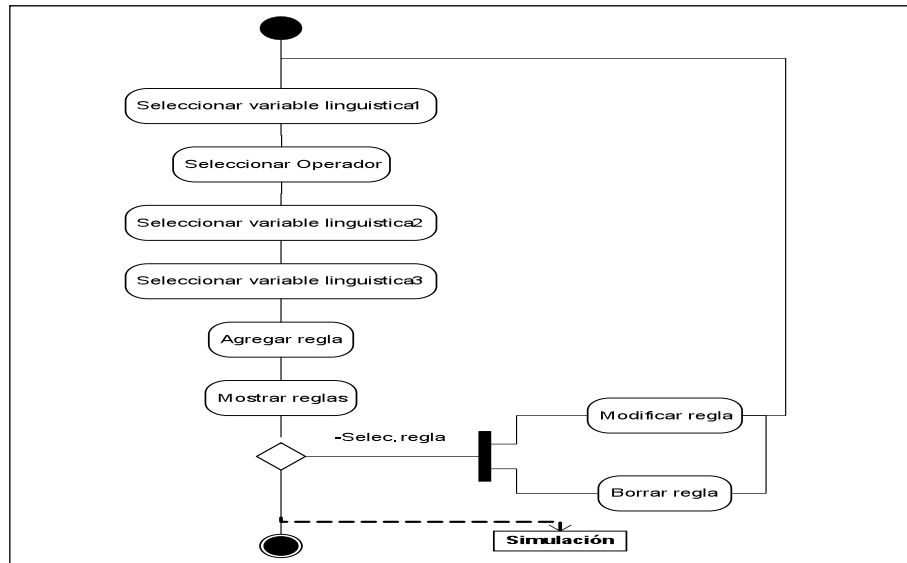 Seleccionar variable linguistica1
Seleccionar Operador
Seleccionar variable linguistica2
Seleccionar variable linguistica3
Agregar regla
Mostrar reglas
-Selec. regla
Modificar regla
Borrar regla
Simulación